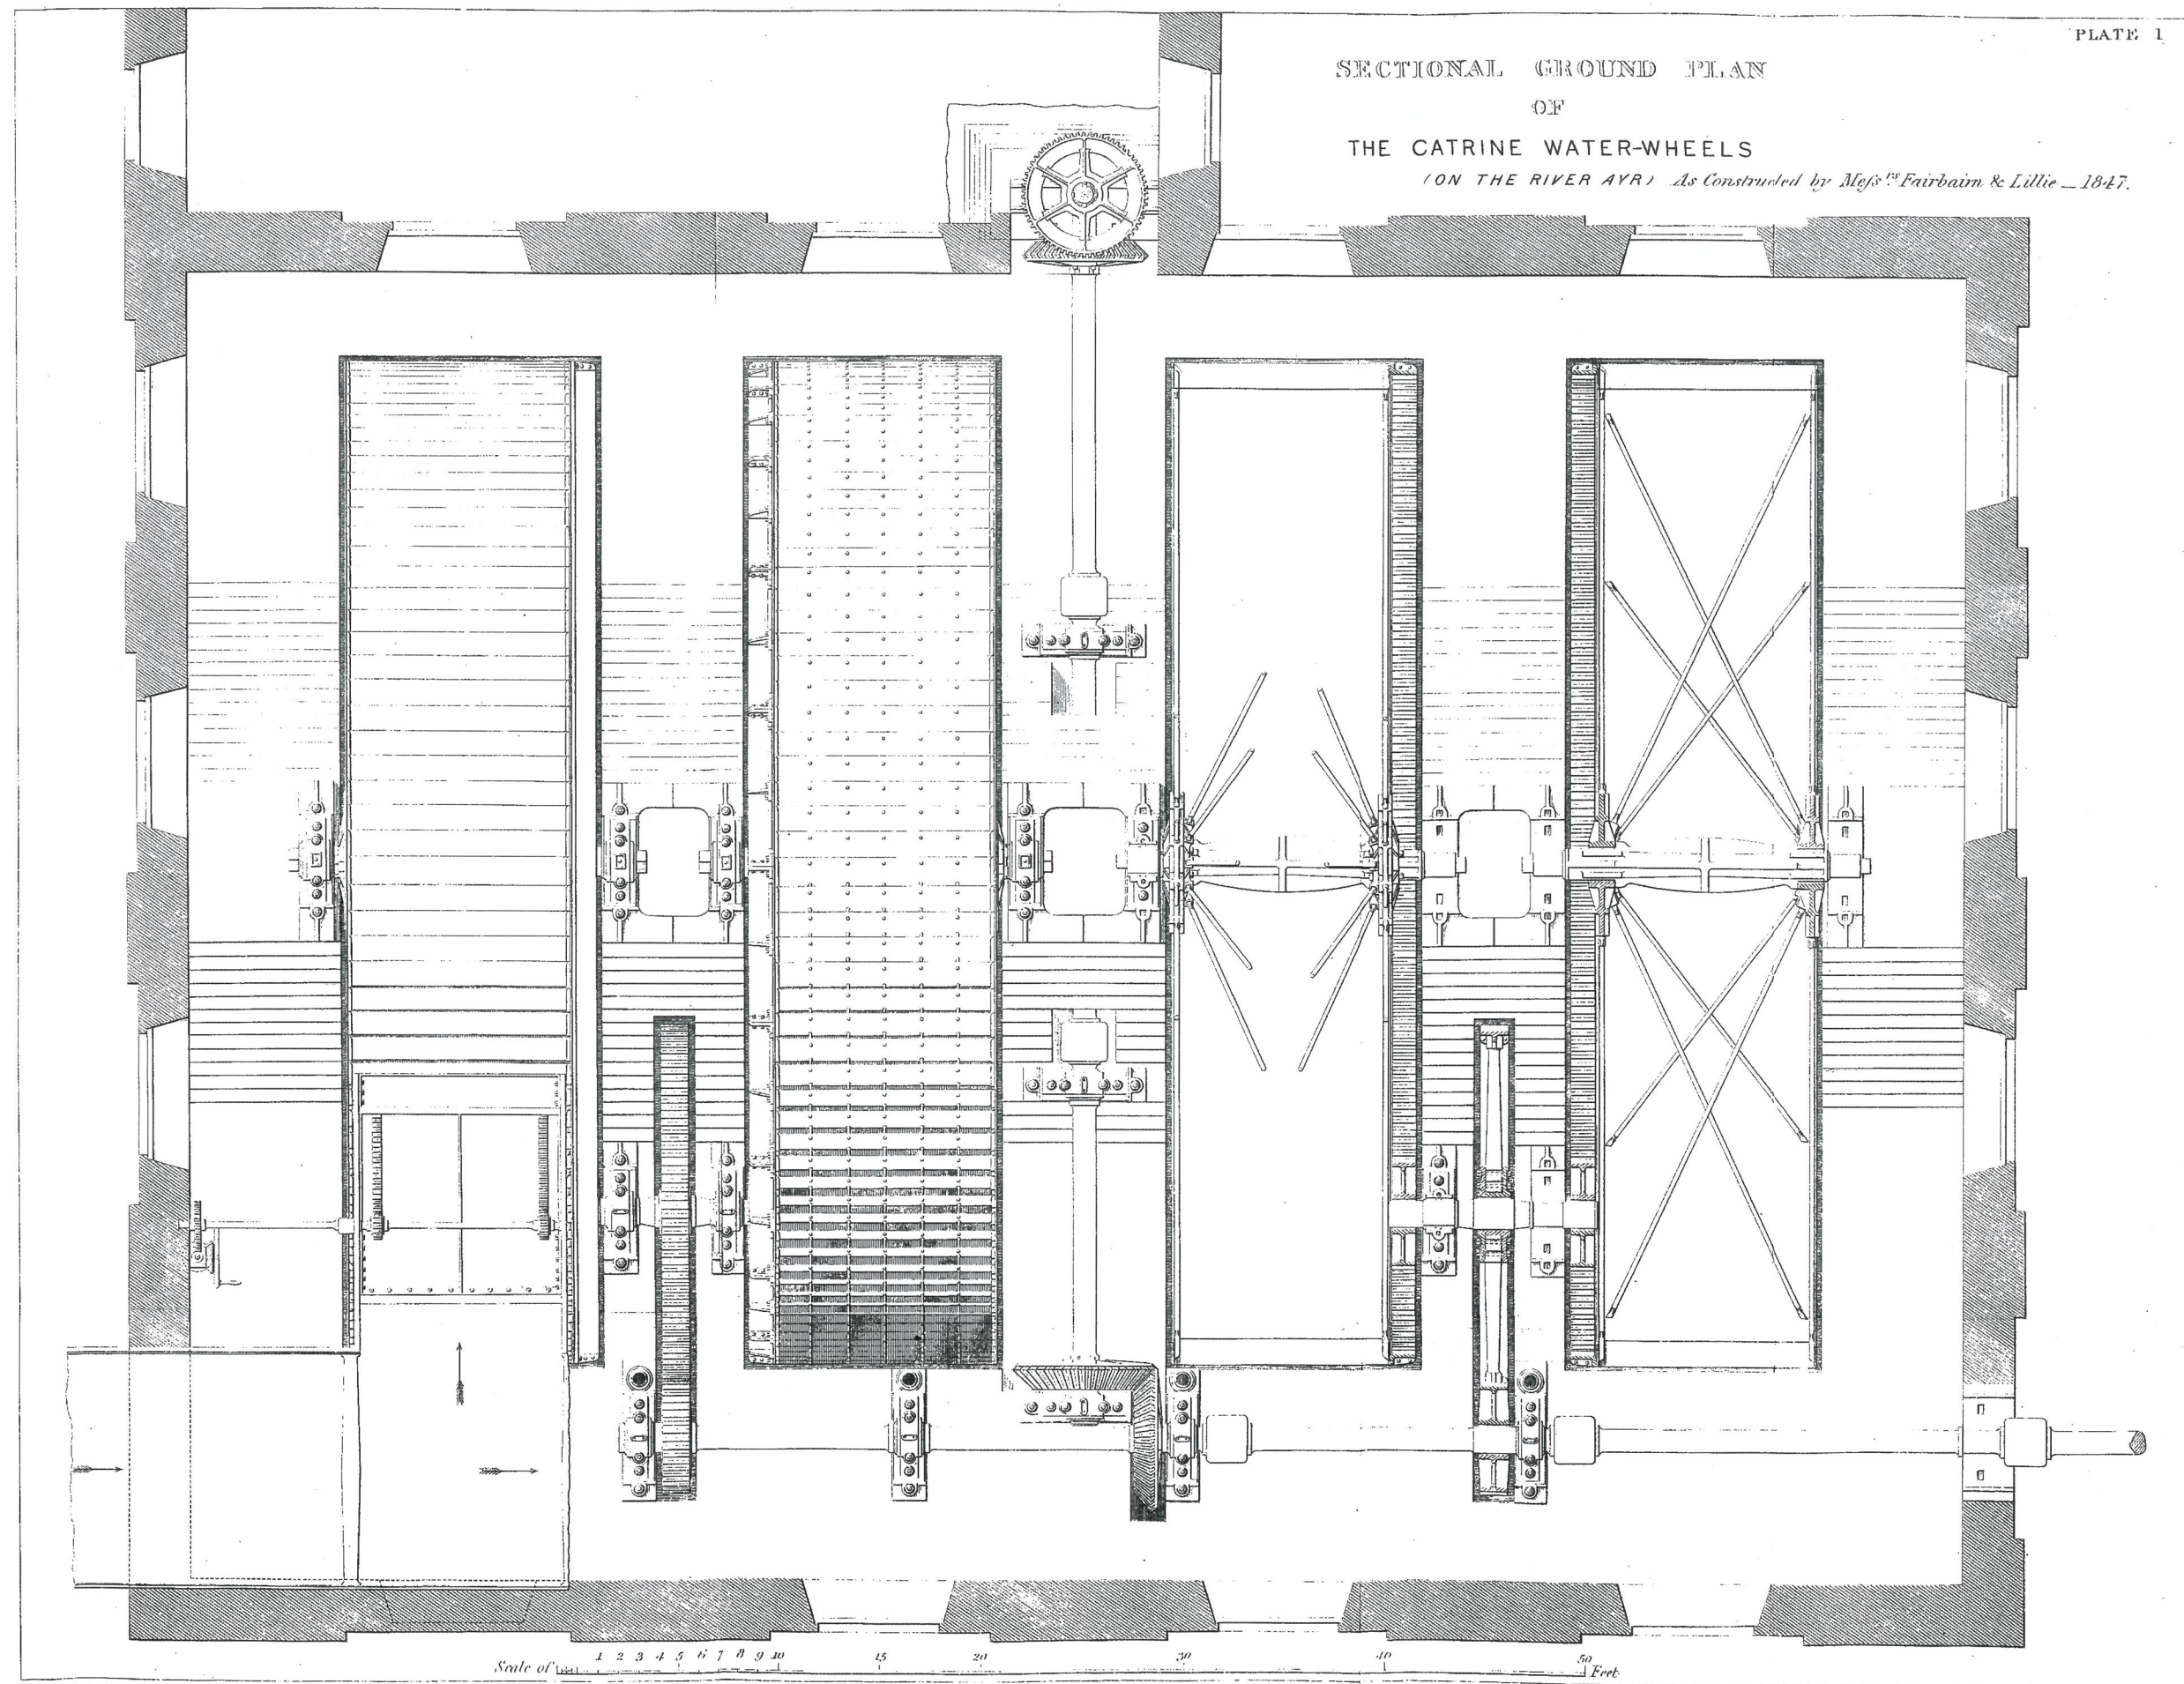 PLATE 1
SECTIONAL GROUND PLAN
OF
THE CATRINE WATER-WHEELS
(ON THE RIVER AYR) As Constructed by Meſsrs Fairbairn & Lillie _ 1847.
Scale of 1 2 3 4 5 6 7 8 9 10 15 20 30 40 50 Feet